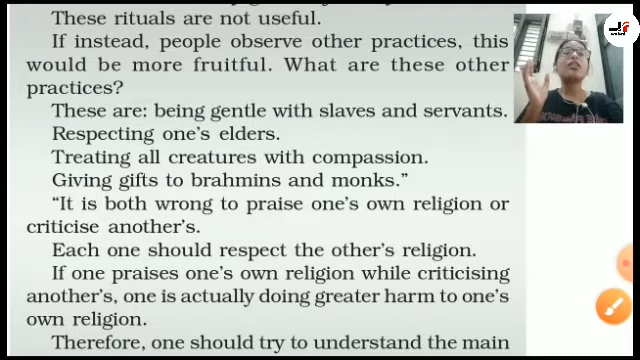 These rituals are not useful.
If instead, people observe other practices, this
would be more fruitful. What are these other
practices?
These are: being gentle with slaves and servants.
Respecting one's elders.
Treating all creatures with compassion.
Giving gifts to brahmins and monks.”
“It is both wrong to praise one's own religion or
criticise another's.
Each one should respect the other's religion.
If one praises one's own religion while criticising
another's, one is actually doing greater harm to one's
own religion.
Therefore, one should try to understand the main